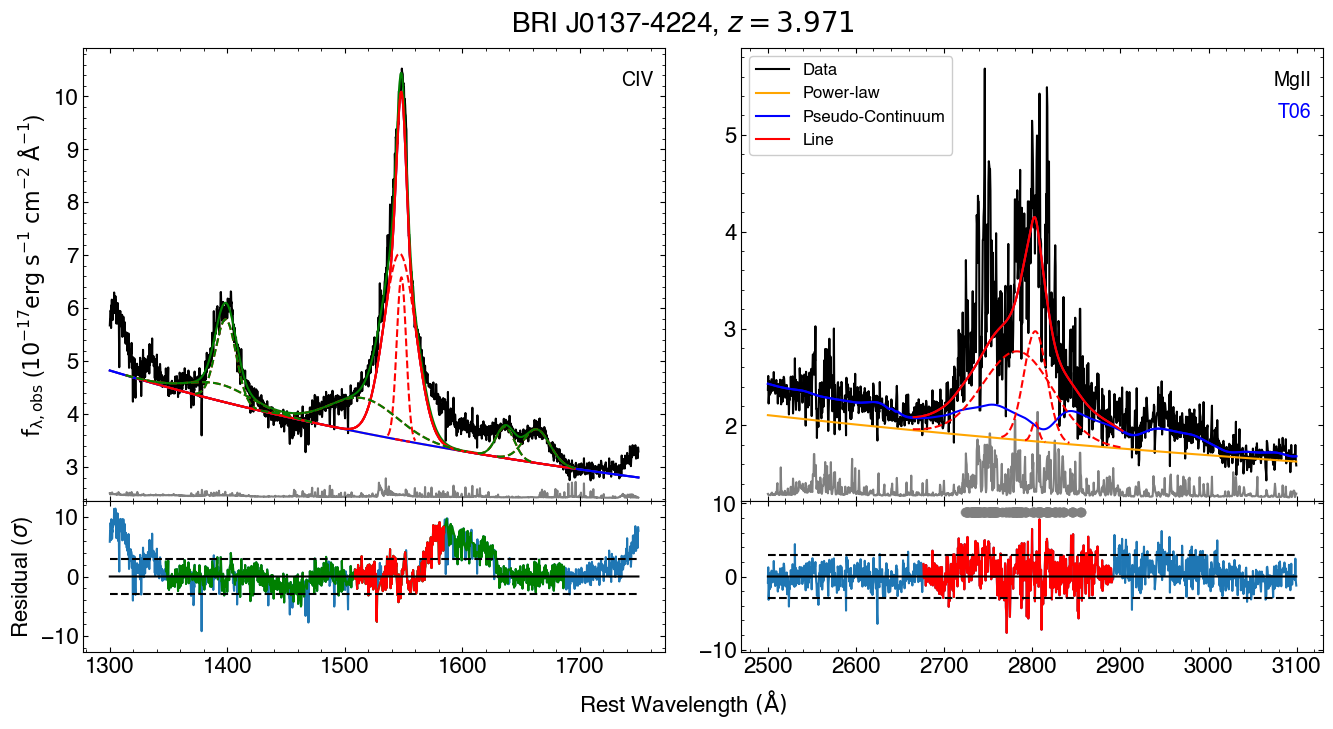 BRI J0137-4224, z = 3.971
CIV
f_λ,obs (10⁻¹⁷erg s⁻¹ cm⁻² Å⁻¹)
10
9
8
7
6
5
4
3
Data
Power-law
Pseudo-Continuum
Line
MgII
T06
5
4
3
2
Residual (σ)
10
0
−10
1300 1400 1500 1600 1700
10
0
−10
2500 2600 2700 2800 2900 3000 3100
Rest Wavelength (Å)